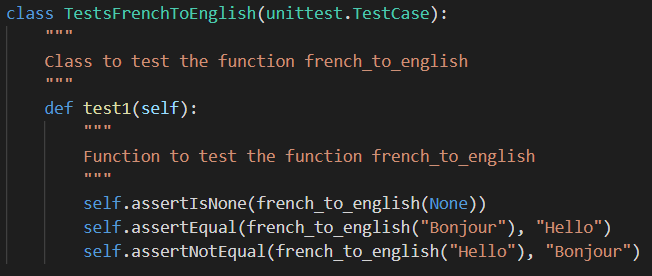 class TestsFrenchToEnglish(unittest.TestCase):
    """
    Class to test the function french_to_english
    """
    def test1(self):
        """
        Function to test the function french_to_english
        """
        self.assertIsNone(french_to_english(None))
        self.assertEqual(french_to_english("Bonjour"), "Hello")
        self.assertNotEqual(french_to_english("Hello"), "Bonjour")